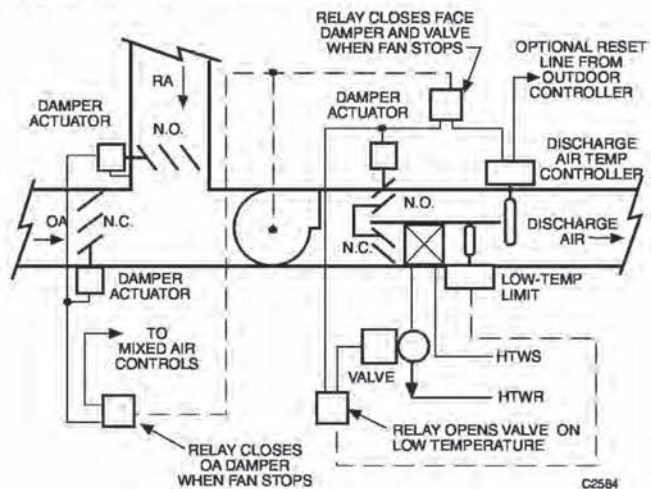 RELAY CLOSES FACE
DAMPER AND VALVE
WHEN FAN STOPS
OPTIONAL RESET
LINE FROM
OUTDOOR
CONTROLLER
RA
DAMPER
ACTUATOR
DAMPER
ACTUATOR
N.O.
DISCHARGE
AIR TEMP
CONTROLLER
N.O.
OA
N.C.
N.C.
DISCHARGE
AIR
DAMPER
ACTUATOR
LOW-TEMP
LIMIT
TO
MIXED AIR
CONTROLS
VALVE
HTWS
HTWR
RELAY OPENS VALVE ON
LOW TEMPERATURE
RELAY CLOSES
OA DAMPER
WHEN FAN STOPS
C2584